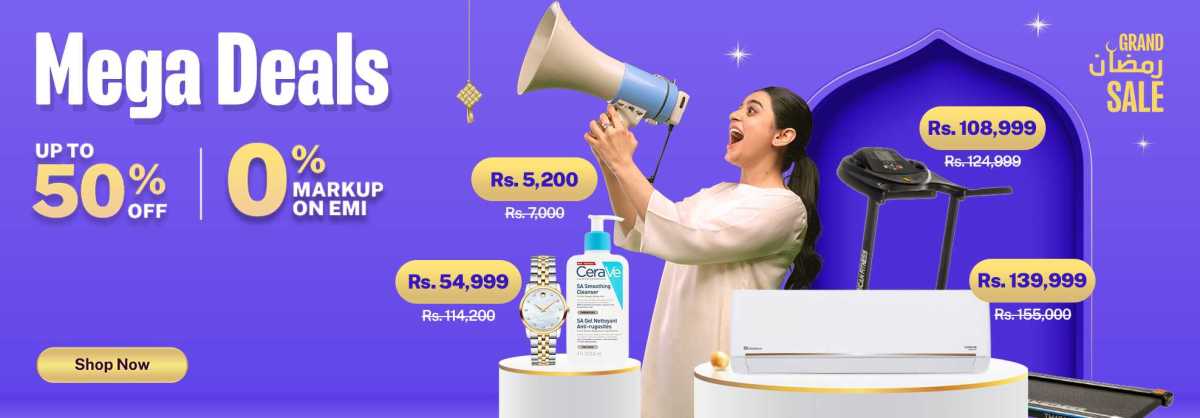 Mega Deals
UP TO
50% OFF
0% MARKUP
ON EMI
Shop Now
Rs. 5,200
Rs. 7,000
Rs. 54,999
Rs. 114,200
CeraVe
SA Smoothing
Cleanser
SA Gel Nettoyant
Anti-rugosités
Rs. 108,999
Rs. 124,999
Rs. 139,999
Rs. 155,000
GRAND
رمضان
SALE